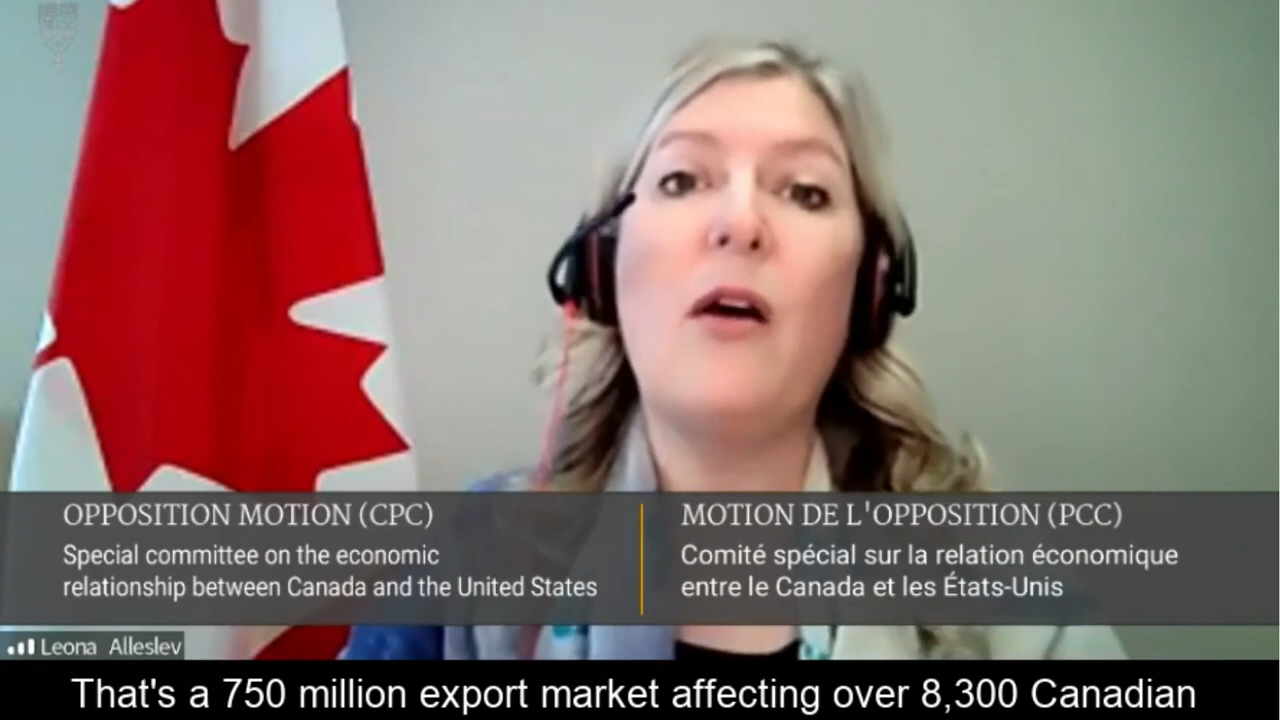 OPPOSITION MOTION (CPC)
Special committee on the economic
relationship between Canada and the United States
MOTION DE L'OPPOSITION (PCC)
Comité spécial sur la relation économique
entre le Canada et les États-Unis
Leona Alleslev
That's a 750 million export market affecting over 8,300 Canadian